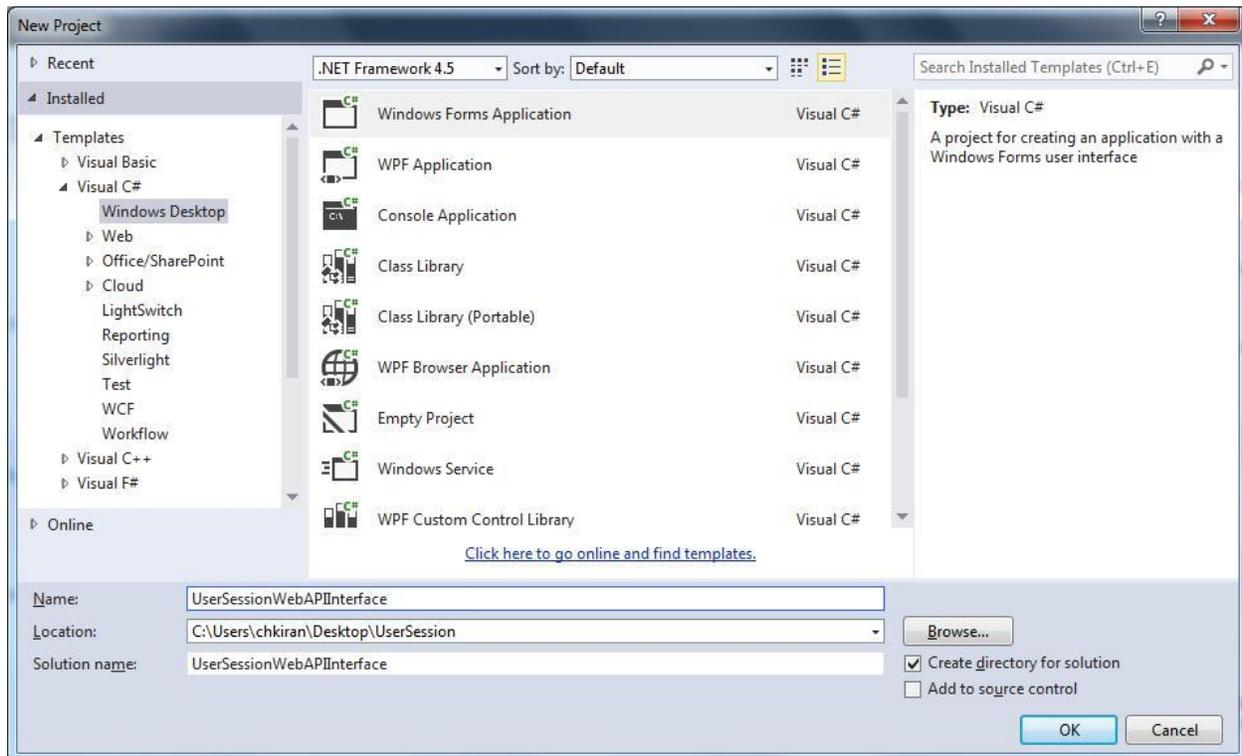 New Project
Recent
Installed
Templates
Visual Basic
Visual C#
Windows Desktop
Web
Office/SharePoint
Cloud
LightSwitch
Reporting
Silverlight
Test
WCF
Workflow
Visual C++
Visual F#
Online
.NET Framework 4.5 Sort by: Default
Windows Forms Application Visual C#
WPF Application Visual C#
Console Application Visual C#
Class Library Visual C#
Class Library (Portable) Visual C#
WPF Browser Application Visual C#
Empty Project Visual C#
Windows Service Visual C#
WPF Custom Control Library Visual C#
Click here to go online and find templates.
Search Installed Templates (Ctrl+E)
Type: Visual C#
A project for creating an application with a
Windows Forms user interface
Name: UserSessionWebAPIInterface
Location: C:\Users\chkiran\Desktop\UserSession Browse...
Solution name: UserSessionWebAPIInterface Create directory for solution
Add to source control
OK Cancel